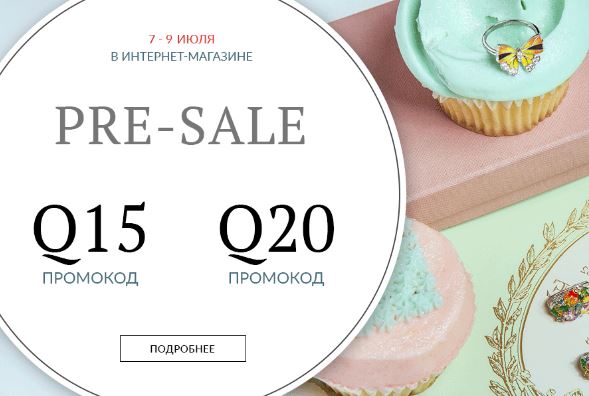 7 - 9 ИЮЛЯ
В ИНТЕРНЕТ-МАГАЗИНЕ
PRE-SALE
Q15 Q20
ПРОМОКОД ПРОМОКОД
ПОДРОБНЕЕ